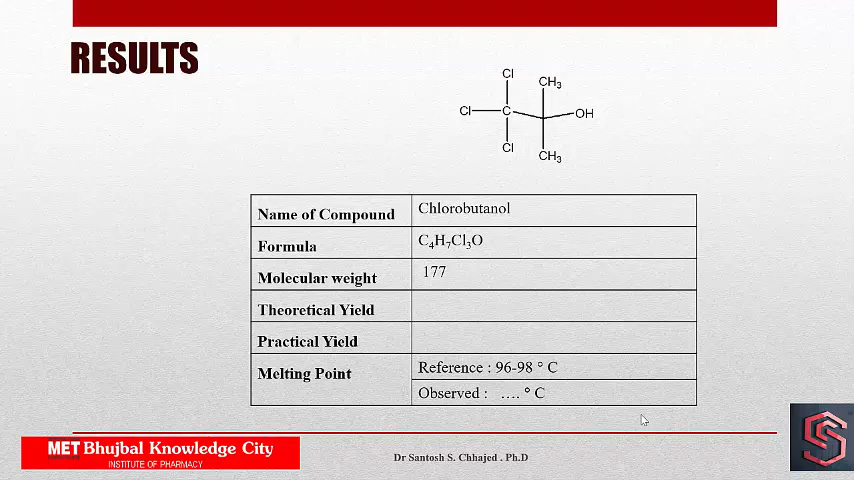 RESULTS
Cl
CH3
Cl
C
OH
Cl
CH3
Name of Compound Chlorobutanol
Formula C4H7Cl3O
Molecular weight 177
Theoretical Yield
Practical Yield
Melting Point Reference : 96-98 ° C
Observed : .... ° C
MET Bhujbal Knowledge City
INSTITUTE OF PHARMACY
Dr Santosh S. Chhajed . Ph.D